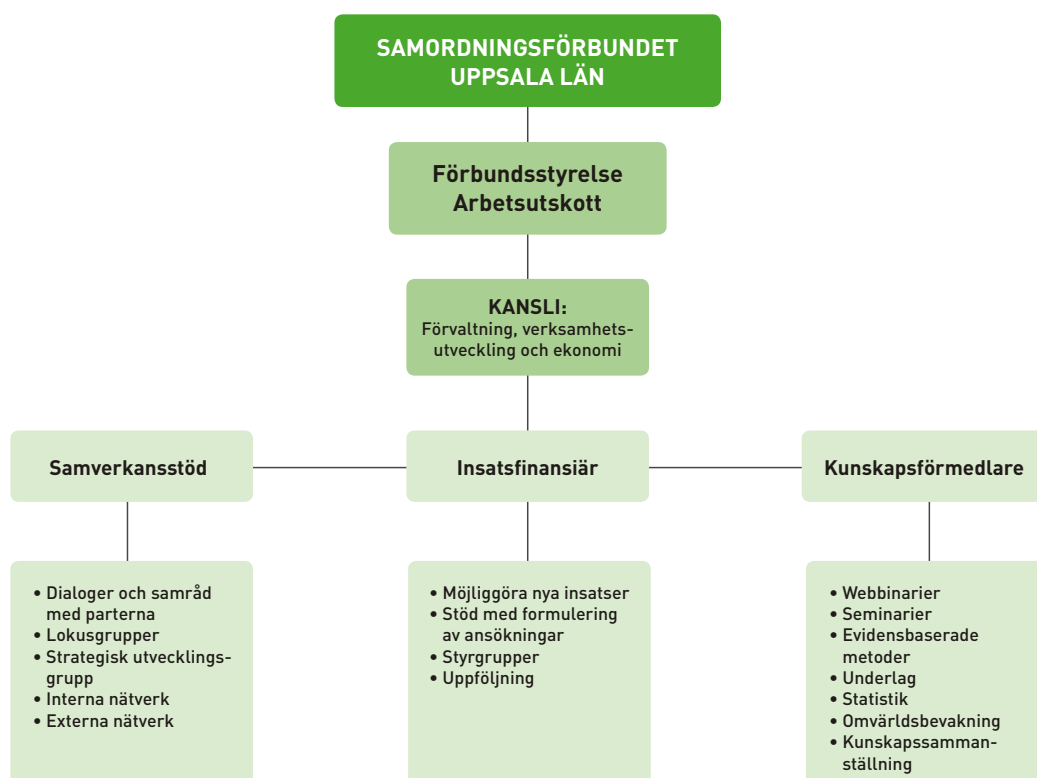 SAMORDNINGSFÖRBUNDET
UPPSALA LÄN
Förbundsstyrelse
Arbetsutskott
KANSLI:
Förvaltning, verksamhets-
utveckling och ekonomi
Samverkansstöd
Insatsfinansiär
Kunskapsförmedlare
• Dialoger och samråd
med parterna
• Lokusgrupper
• Strategisk utvecklings-
grupp
• Interna nätverk
• Externa nätverk
• Möjliggöra nya insatser
• Stöd med formulering
av ansökningar
• Styrgrupper
• Uppföljning
• Webbinarier
• Seminarier
• Evidensbaserade
metoder
• Underlag
• Statistik
• Omvärldsbevakning
• Kunskapssamman-
ställning